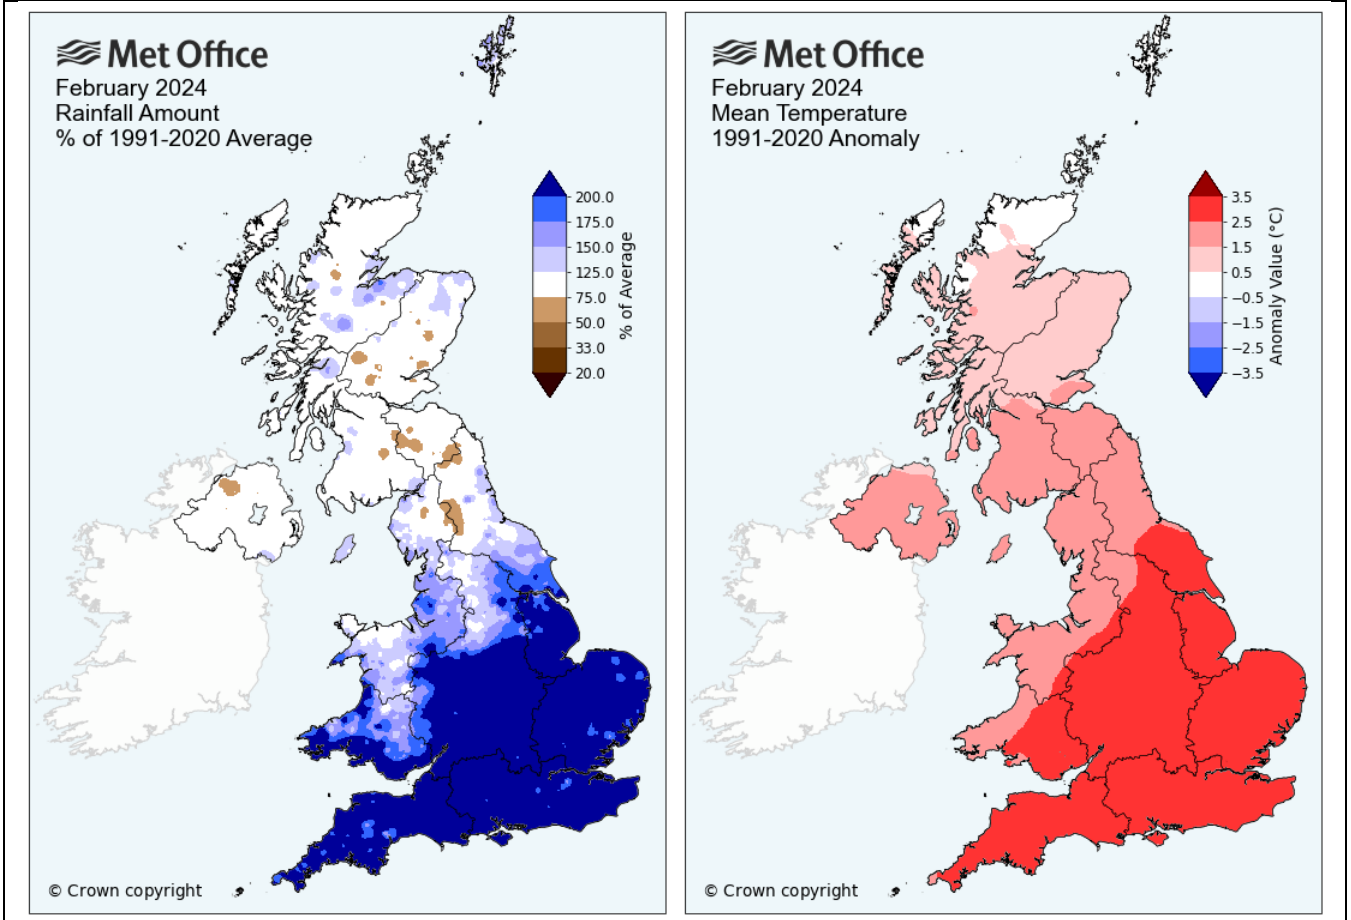 Met Office
February 2024
Rainfall Amount
% of 1991-2020 Average
200.0
175.0
150.0
125.0
75.0
50.0
33.0
20.0
% of Average
© Crown copyright
Met Office
February 2024
Mean Temperature
1991-2020 Anomaly
3.5
2.5
1.5
0.5
−0.5
−1.5
−2.5
−3.5
Anomaly Value (°C)
© Crown copyright